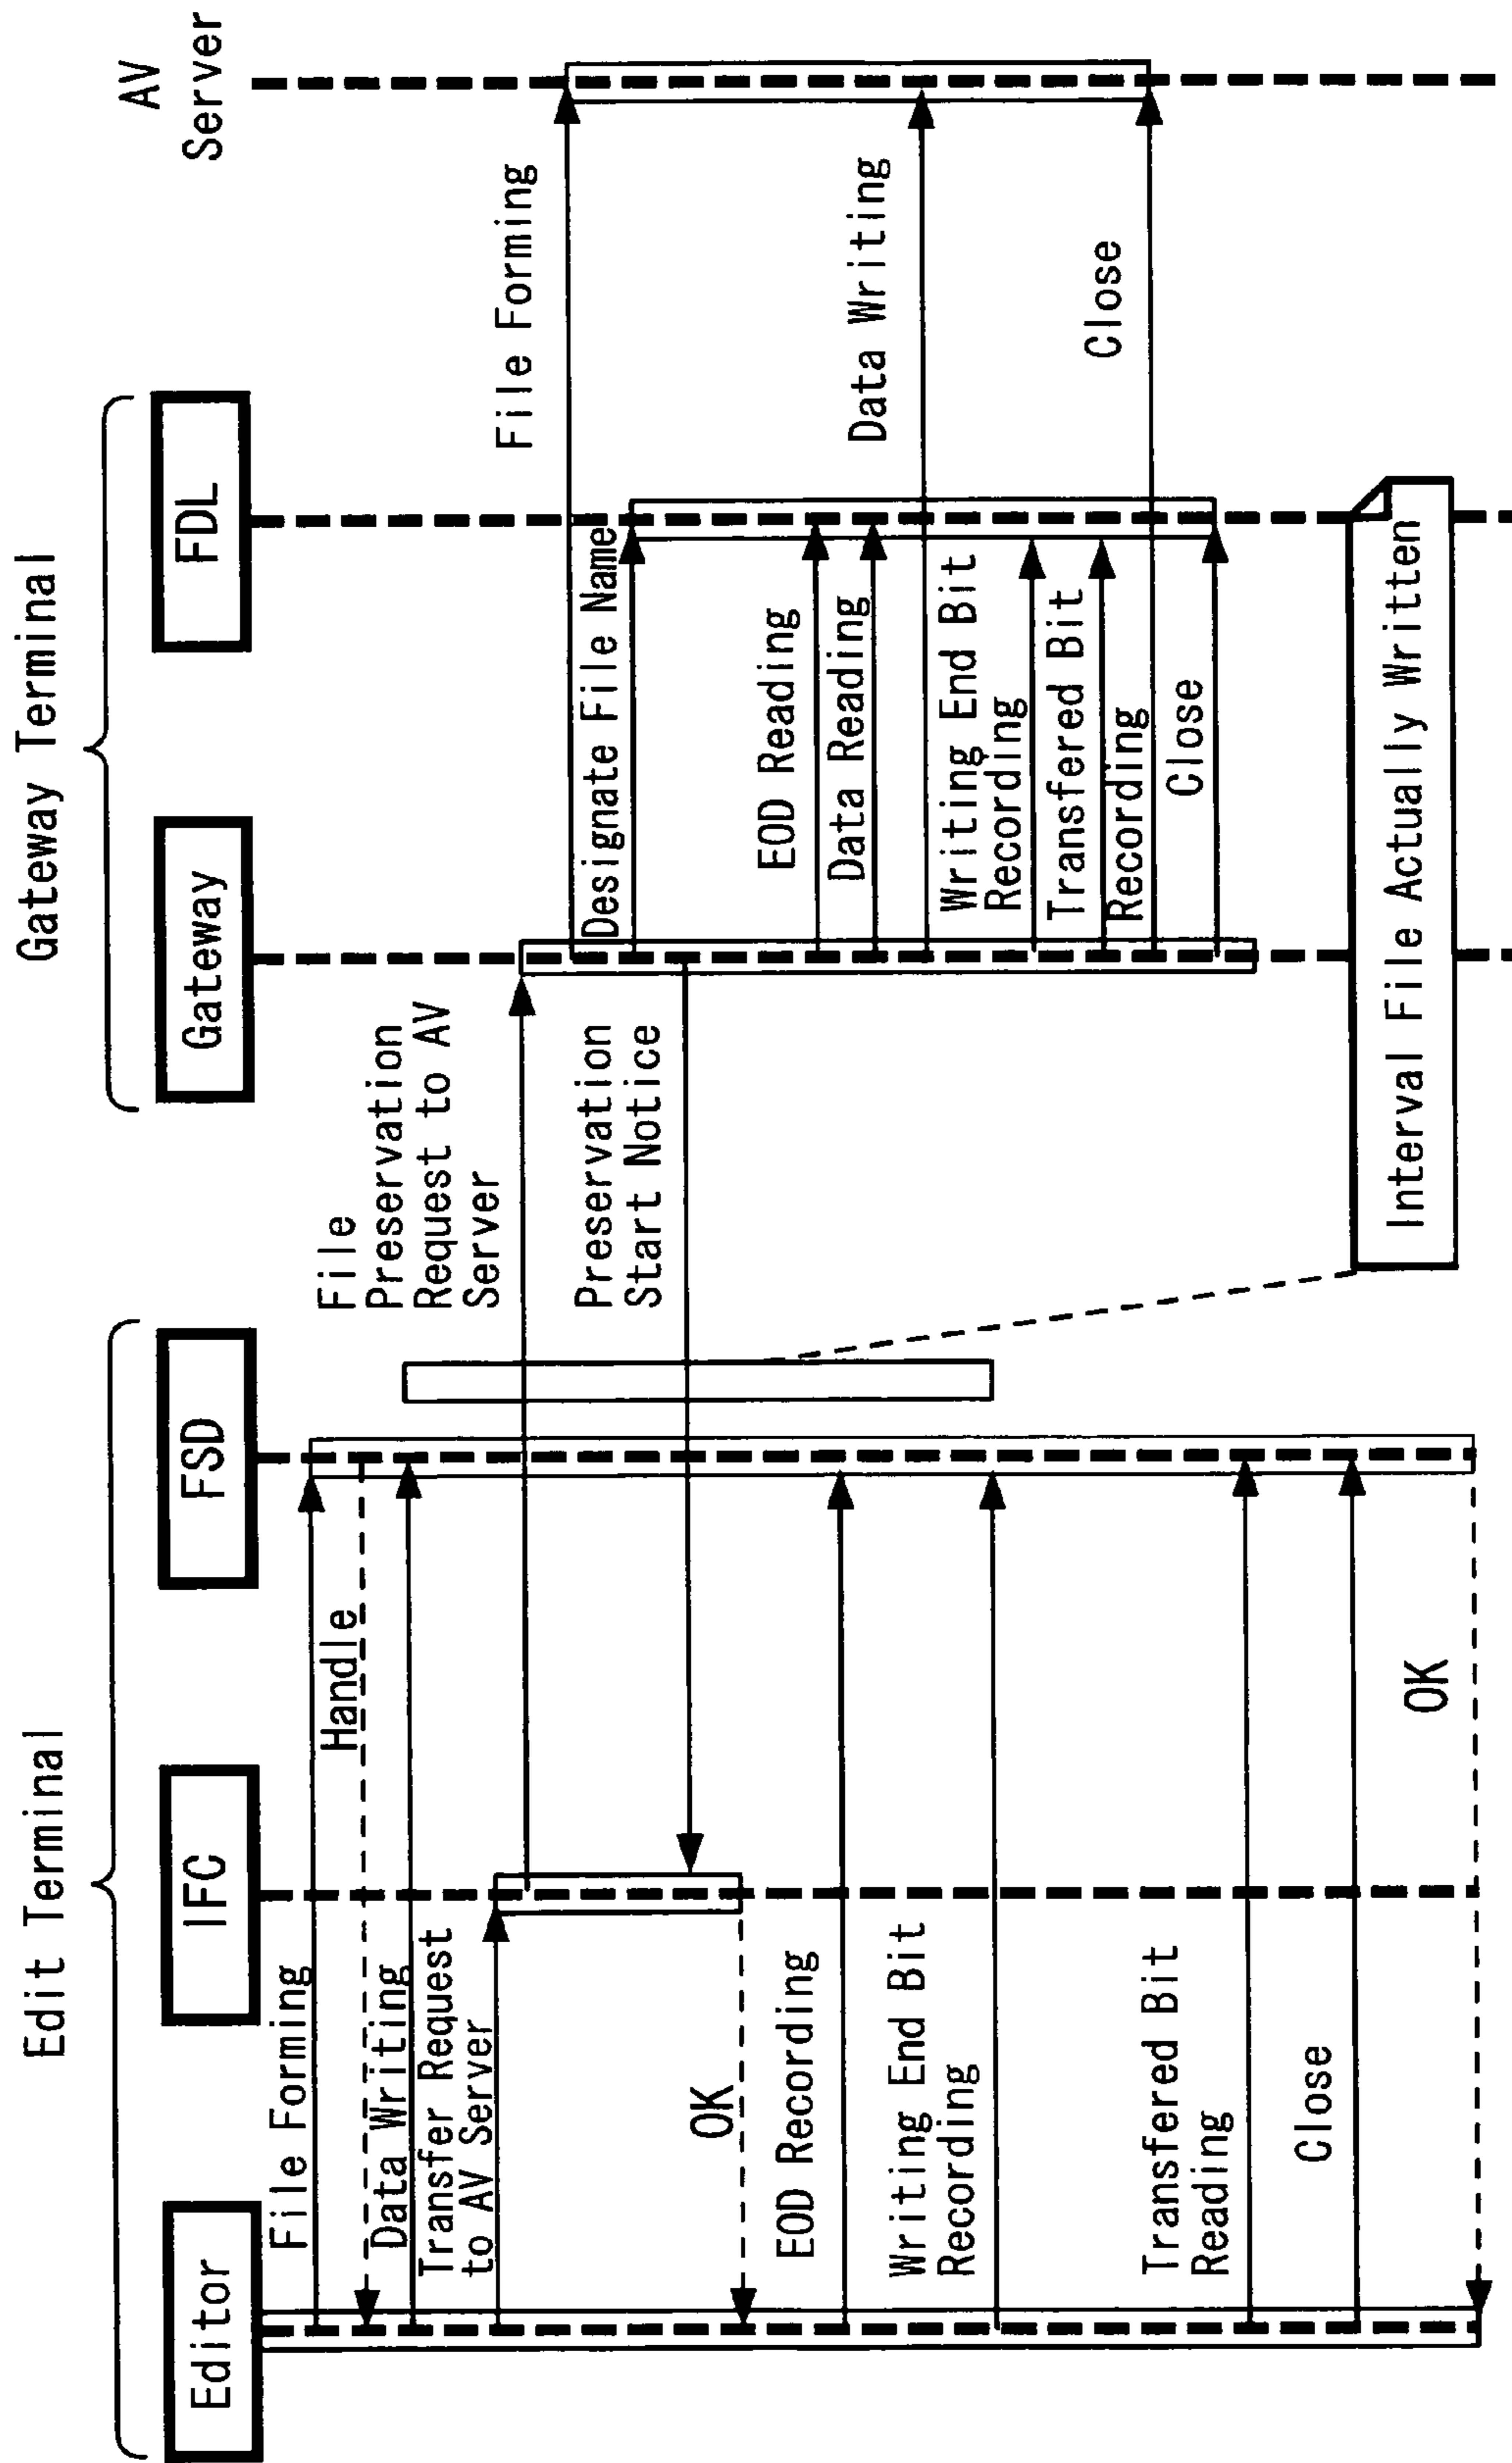 Edit Terminal
Gateway Terminal
Editor
IFC
FSD
Gateway
FDL
AV
Server
File Forming
Handle
Data Writing
Transfer Request
to AV Server
File
Preservation
Request to AV
Server
File Forming
Designate File Name
Preservation
Start Notice
OK
EOD Recording
EOD Reading
Data Reading
Data Writing
Writing End Bit
Recording
Writing End Bit
Recording
Transfered Bit
Recording
Close
Close
Transfered Bit
Reading
Close
OK
Interval File Actually Written